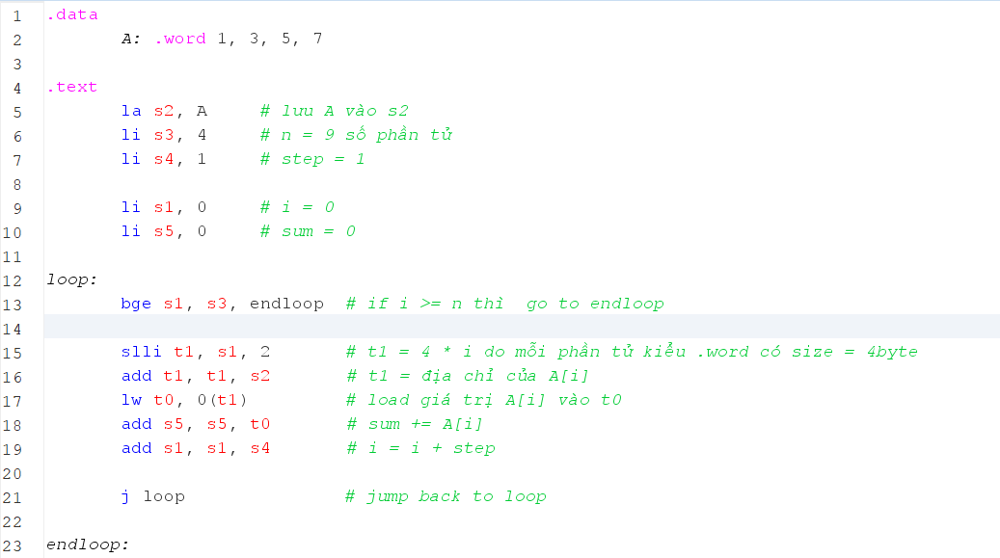 1 .data
2 A: .word 1, 3, 5, 7
3
4 .text
5 la s2, A # lưu A vào s2
6 li s3, 4 # n = 9 số phần tử
7 li s4, 1 # step = 1
8
9 li s1, 0 # i = 0
10 li s5, 0 # sum = 0
11
12 loop:
13 bge s1, s3, endloop # if i >= n thì go to endloop
14
15 slli t1, s1, 2 # t1 = 4 * i do mỗi phần tử kiểu .word có size = 4byte
16 add t1, t1, s2 # t1 = địa chỉ của A[i]
17 lw t0, 0(t1) # load giá trị A[i] vào t0
18 add s5, s5, t0 # sum += A[i]
19 add s1, s1, s4 # i = i + step
20
21 j loop # jump back to loop
22
23 endloop: